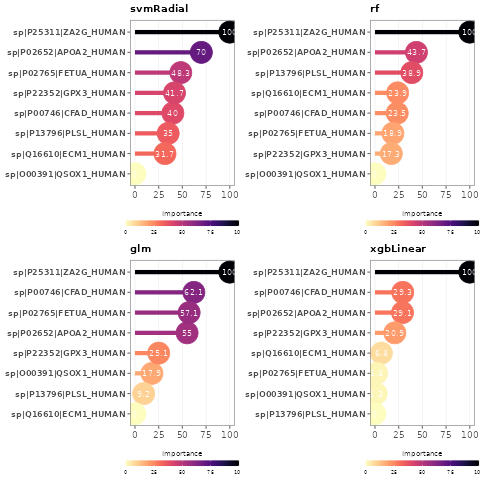 svmRadial
sp|P25311|ZA2G_HUMAN
100
sp|P02652|APOA2_HUMAN
70
sp|P02765|FETUA_HUMAN
48.3
sp|P22352|GPX3_HUMAN
41.7
sp|P00746|CFAD_HUMAN
40
sp|P13796|PLSL_HUMAN
35
sp|Q16610|ECM1_HUMAN
31.7
sp|O00391|QSOX1_HUMAN
0 25 50 75 100
importance
0 25 50 75 10
rf
sp|P25311|ZA2G_HUMAN
100
sp|P02652|APOA2_HUMAN
43.7
sp|P13796|PLSL_HUMAN
38.9
sp|Q16610|ECM1_HUMAN
23.9
sp|P00746|CFAD_HUMAN
23.5
sp|P02765|FETUA_HUMAN
18.9
sp|P22352|GPX3_HUMAN
17.3
sp|O00391|QSOX1_HUMAN
0 25 50 75 100
importance
0 25 50 75 10
glm
sp|P25311|ZA2G_HUMAN
100
sp|P00746|CFAD_HUMAN
62.1
sp|P02765|FETUA_HUMAN
57.1
sp|P02652|APOA2_HUMAN
55
sp|P22352|GPX3_HUMAN
25.1
sp|O00391|QSOX1_HUMAN
17.9
sp|P13796|PLSL_HUMAN
9.2
sp|Q16610|ECM1_HUMAN
0 25 50 75 100
importance
0 25 50 75 10
xgbLinear
sp|P25311|ZA2G_HUMAN
100
sp|P00746|CFAD_HUMAN
29.3
sp|P02652|APOA2_HUMAN
29.1
sp|P22352|GPX3_HUMAN
20.9
sp|Q16610|ECM1_HUMAN
sp|P02765|FETUA_HUMAN
sp|O00391|QSOX1_HUMAN
sp|P13796|PLSL_HUMAN
0 25 50 75 100
importance
0 25 50 75 10